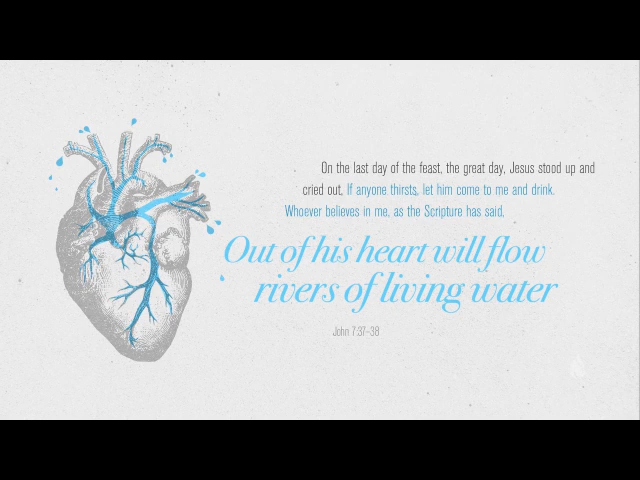 On the last day of the feast, the great day, Jesus stood up and
cried out, If anyone thirsts, let him come to me and drink.
Whoever believes in me, as the Scripture has said,
Out of his heart will flow
rivers of living water
John 7:37–38